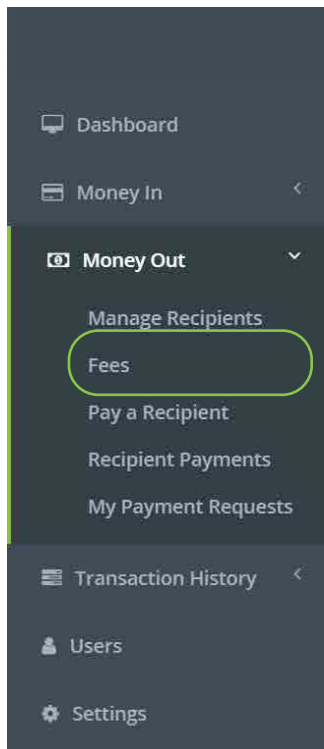 Dashboard
Money In
Money Out
Manage Recipients
Fees
Pay a Recipient
Recipient Payments
My Payment Requests
Transaction History
Users
Settings